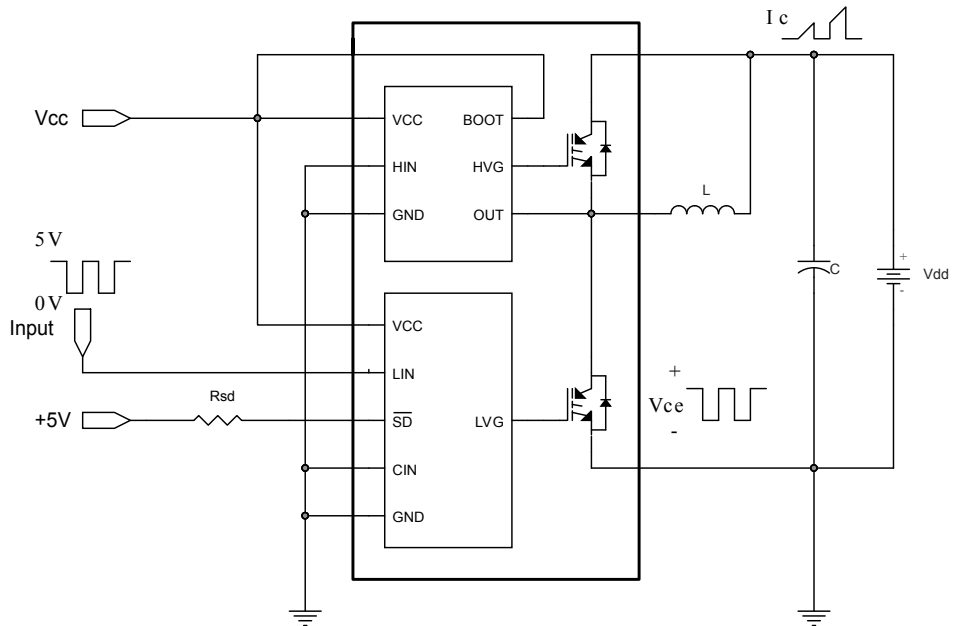 I c
Vcc
VCC
BOOT
HIN
HVG
GND
OUT
L
5V
0V
Input
C
+
Vdd
-
VCC
LIN
Rsd
+5V
SD
LVG
+
Vce
-
CIN
GND